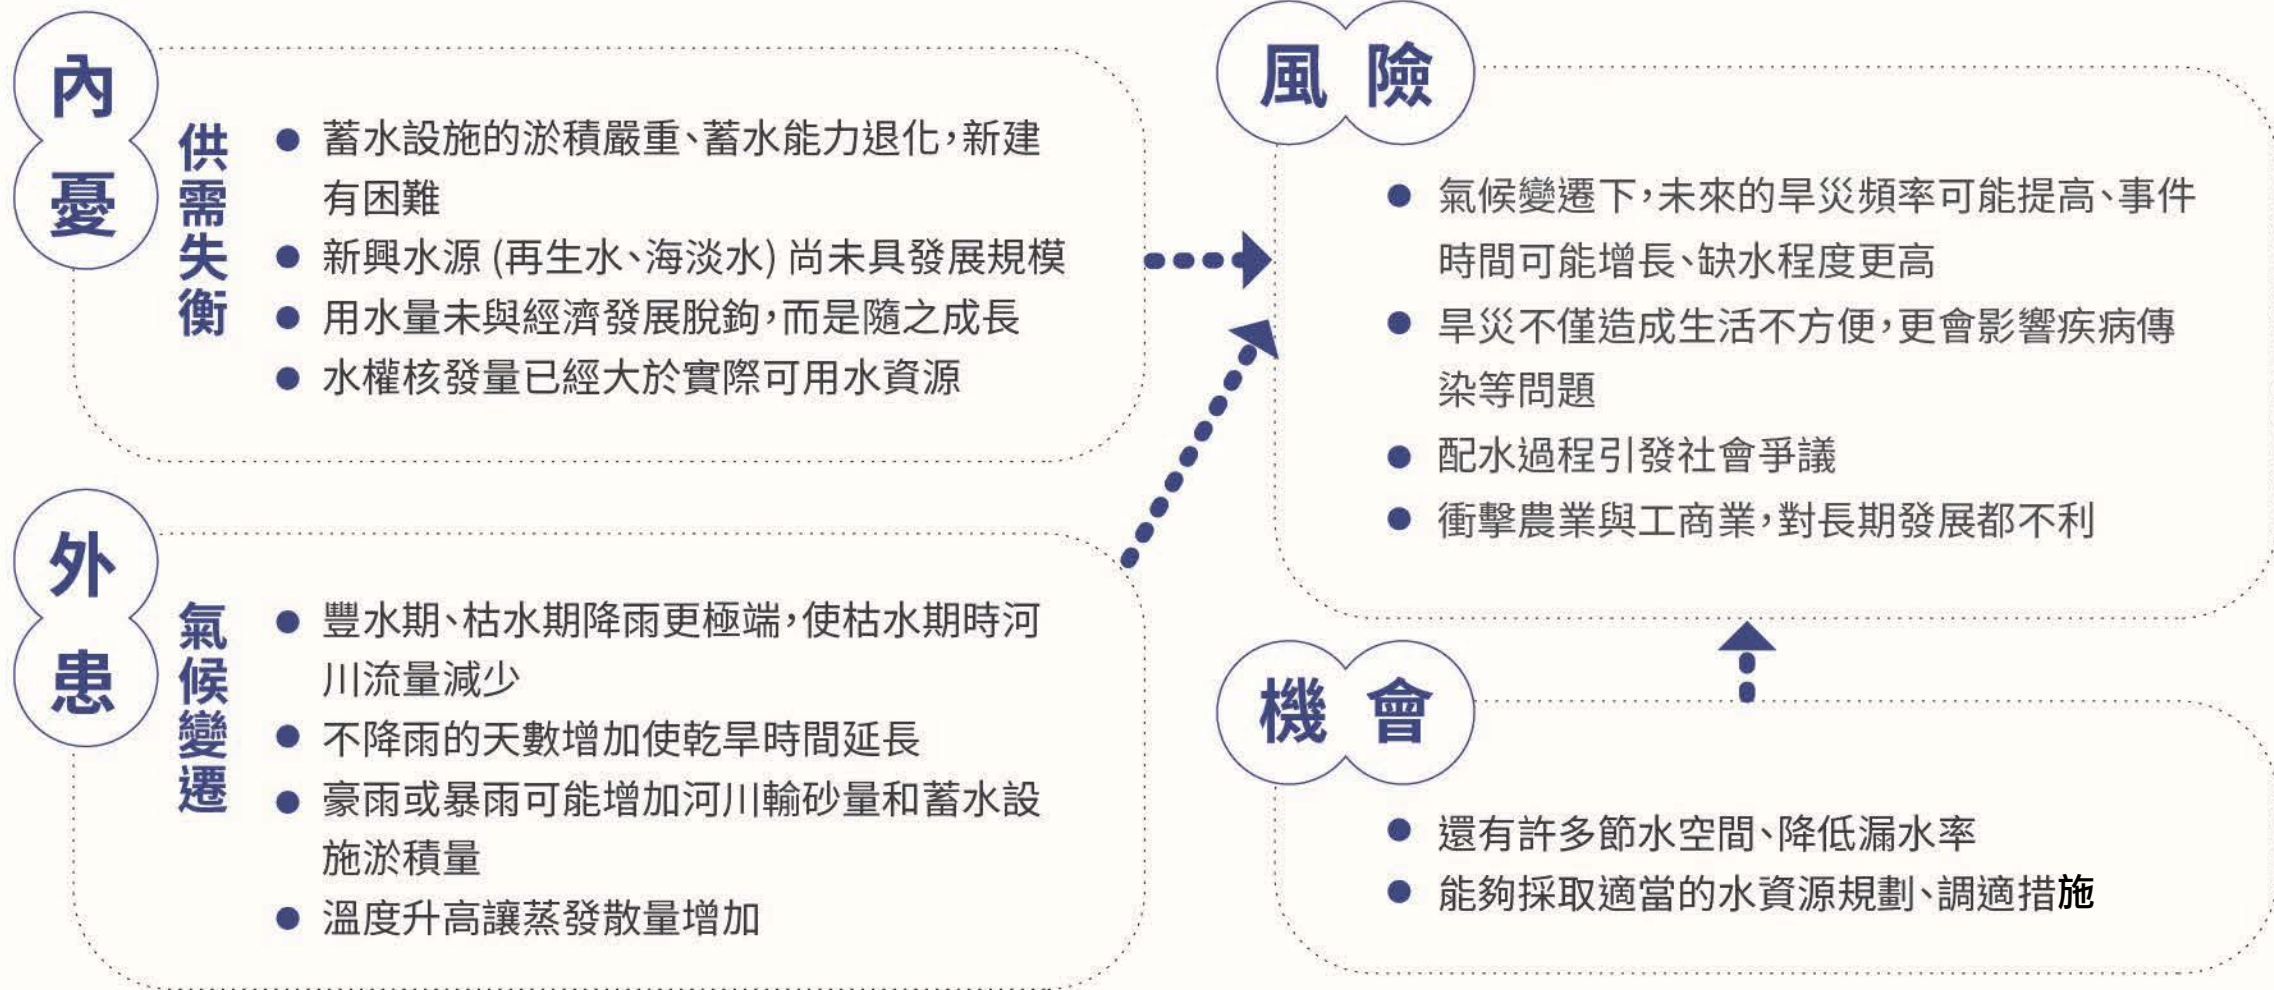 內憂
供需失衡
蓄水設施的淤積嚴重、蓄水能力退化，新建
有困難
新興水源 (再生水、海淡水) 尚未具發展規模
用水量未與經濟發展脫鉤，而是隨之成長
水權核發量已經大於實際可用水資源
外患
氣候變遷
豐水期、枯水期降雨更極端，使枯水期時河
川流量減少
不降雨的天數增加使乾旱時間延長
豪雨或暴雨可能增加河川輸砂量和蓄水設
施淤積量
溫度升高讓蒸發散量增加
風險
氣候變遷下，未來的旱災頻率可能提高、事件
時間可能增長、缺水程度更高
旱災不僅造成生活不方便，更會影響疾病傳
染等問題
配水過程引發社會爭議
衝擊農業與工商業，對長期發展都不利
機會
還有許多節水空間、降低漏水率
能夠採取適當的水資源規劃、調適措施